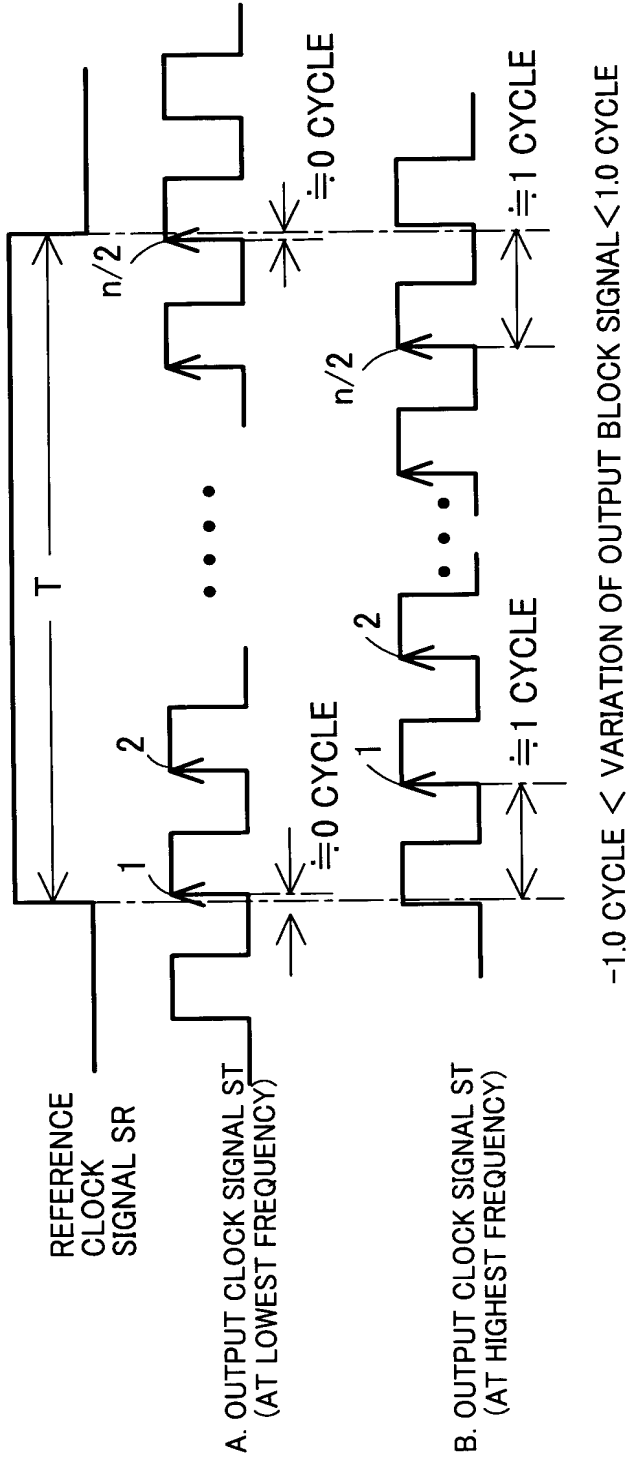 REFERENCE
CLOCK
SIGNAL SR
T
A. OUTPUT CLOCK SIGNAL ST
(AT LOWEST FREQUENCY)
1
2
n/2
≒0 CYCLE
≒0 CYCLE
B. OUTPUT CLOCK SIGNAL ST
(AT HIGHEST FREQUENCY)
1
2
n/2
≒1 CYCLE
≒1 CYCLE
-1.0 CYCLE < VARIATION OF OUTPUT BLOCK SIGNAL<1.0 CYCLE